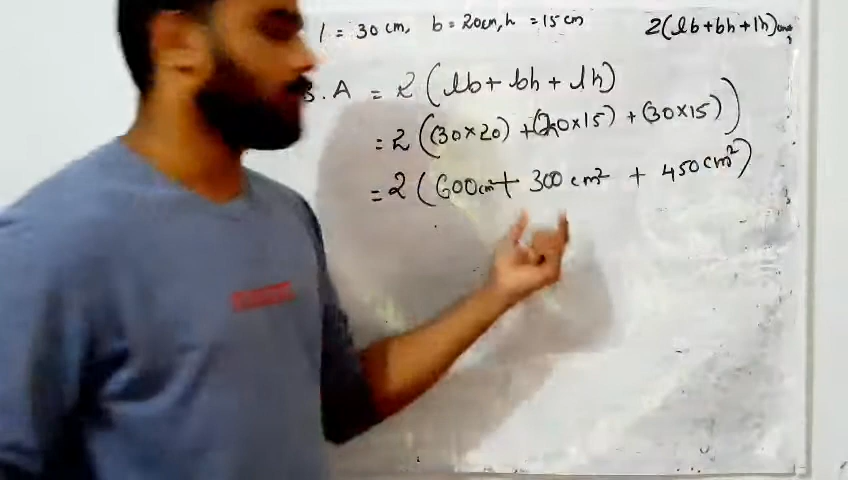 l = 30 cm, b = 20cm, h = 15 cm 2(lb+bh+lh)
S.A = 2 (lb + bh + lh)
= 2 ((30×20) + (20×15) + (30×15))
= 2 (600cm² + 300 cm² + 450cm²)